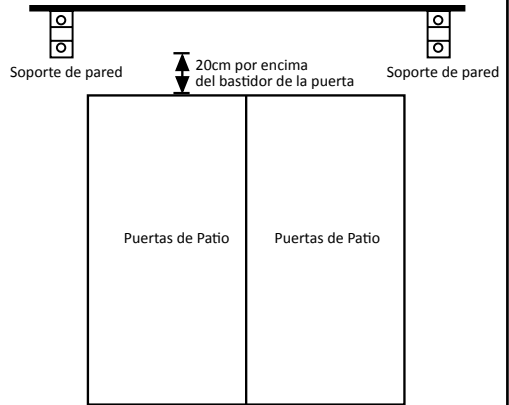 Soporte de pared
20cm por encima
del bastidor de la puerta
Soporte de pared
Puertas de Patio
Puertas de Patio